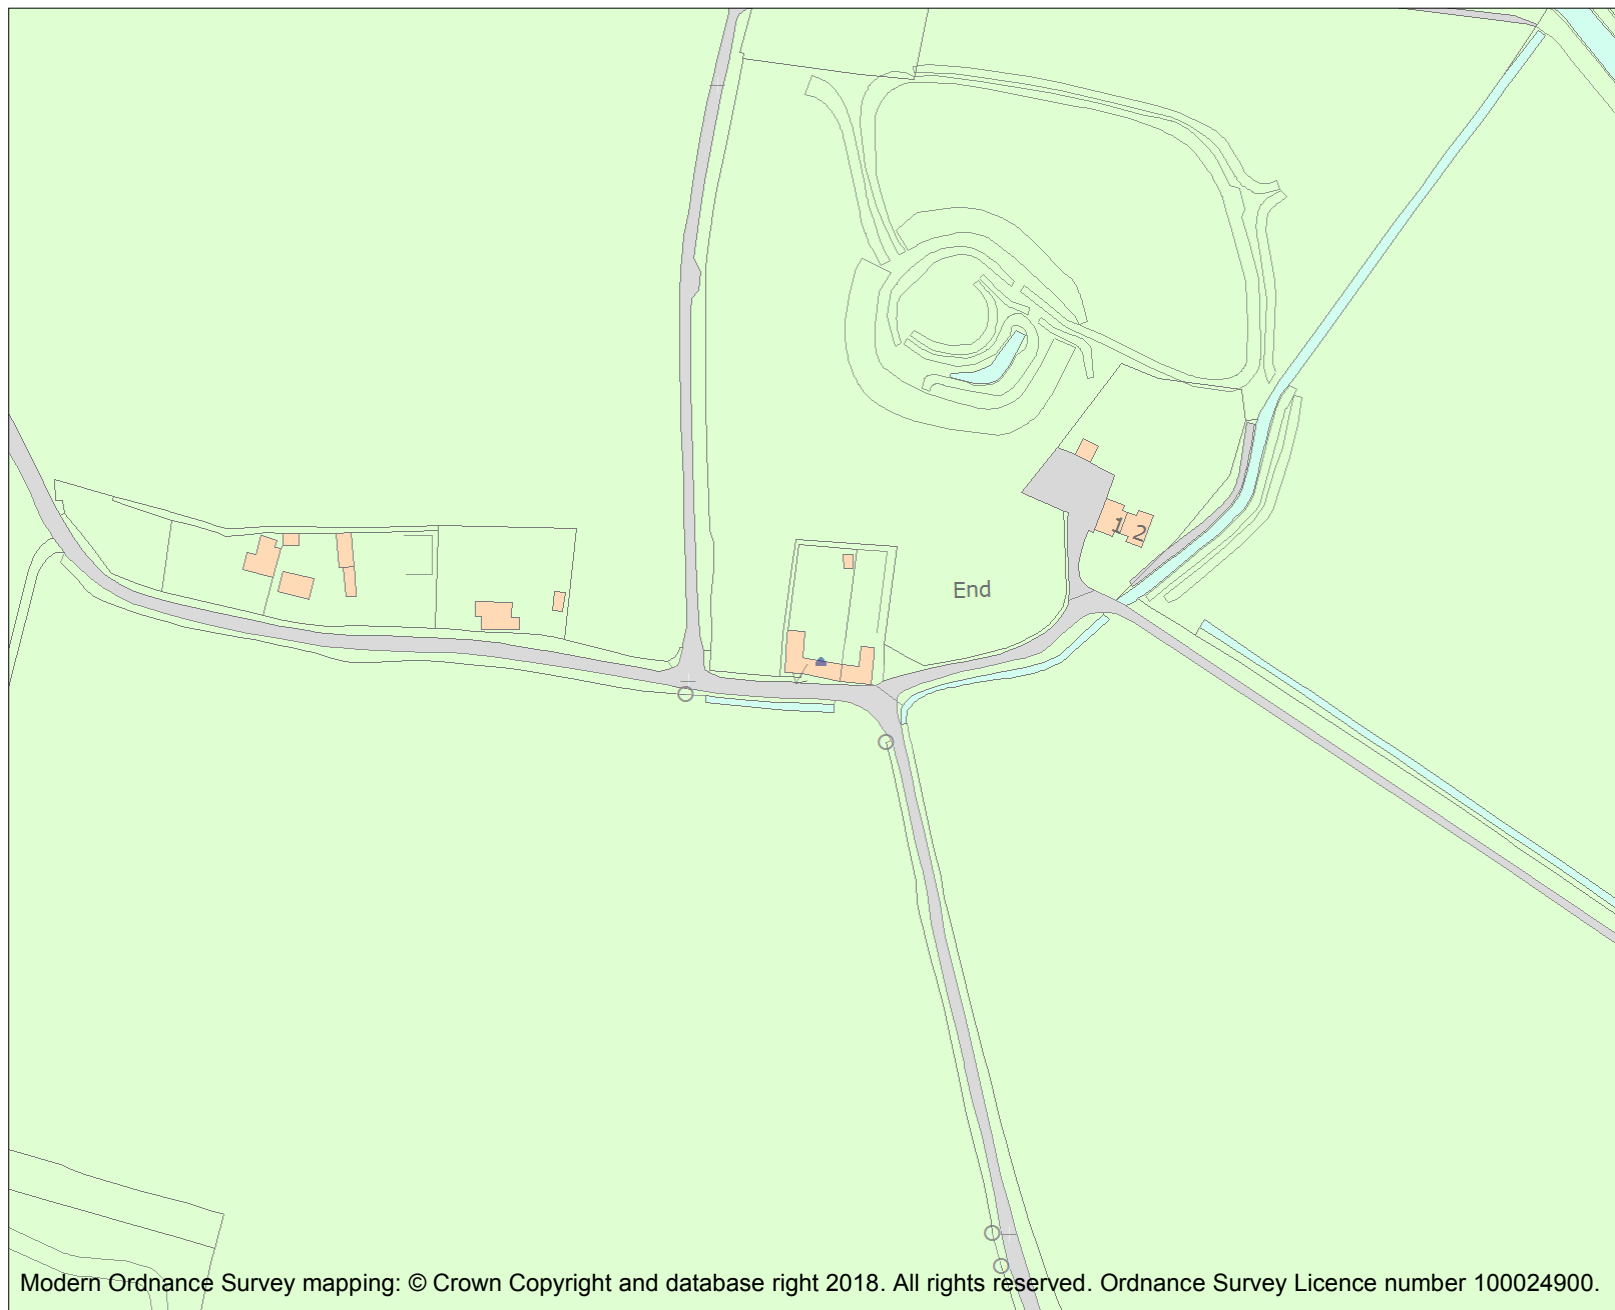 1
2
End
Modern Ordnance Survey mapping: © Crown Copyright and database right 2018. All rights reserved. Ordnance Survey Licence number 100024900.